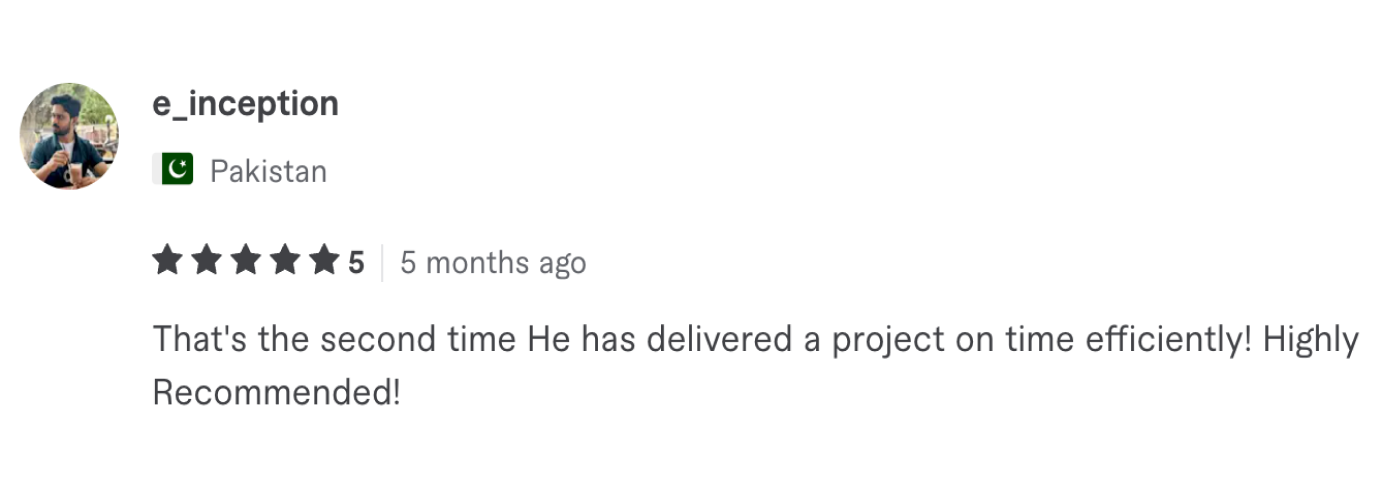 e_inception
Pakistan
5 5 months ago
That's the second time He has delivered a project on time efficiently! Highly
Recommended!